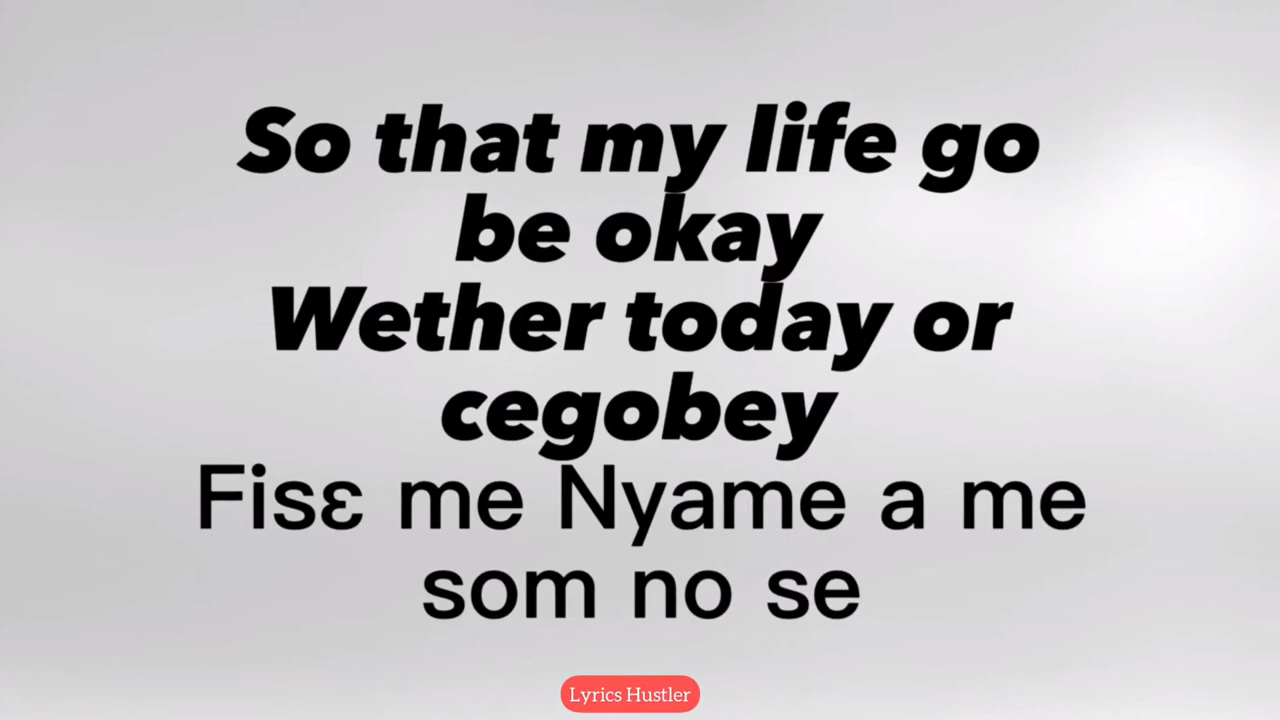 So that my life go
be okay
Wether today or
cegobey
Fisɛ me Nyame a me
som no se
Lyrics Hustler